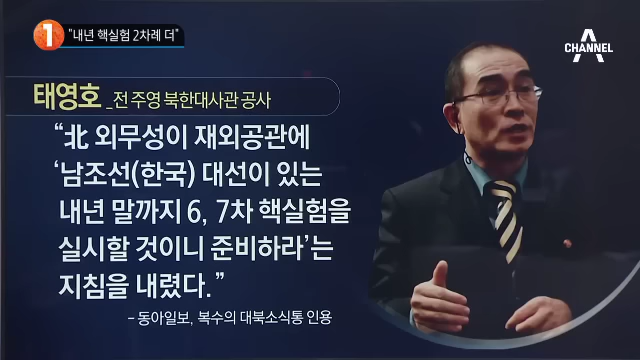 1 "내년 핵실험 2차례 더"
CHANNEL A
태영호 _전 주영 북한대사관 공사
“北 외무성이 재외공관에
‘남조선(한국) 대선이 있는
내년 말까지 6, 7차 핵실험을
실시할 것이니 준비하라’는
지침을 내렸다.”
- 동아일보, 복수의 대북소식통 인용